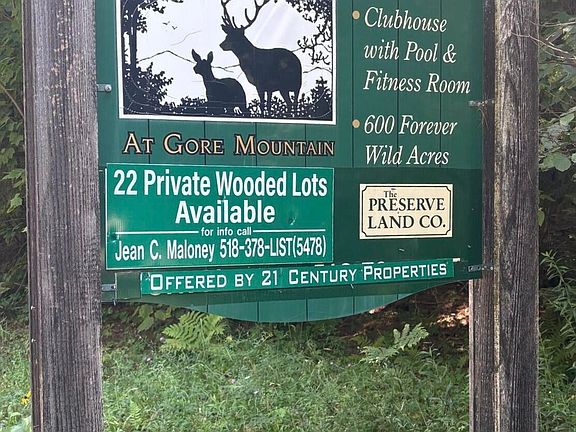 • Clubhouse
with Pool &
Fitness Room
• 600 Forever
Wild Acres
AT GORE MOUNTAIN
22 Private Wooded Lots
Available
for info call
Jean C. Maloney 518-378-LIST(5478)
The
PRESERVE
LAND CO.
OFFERED BY 21 CENTURY PROPERTIES